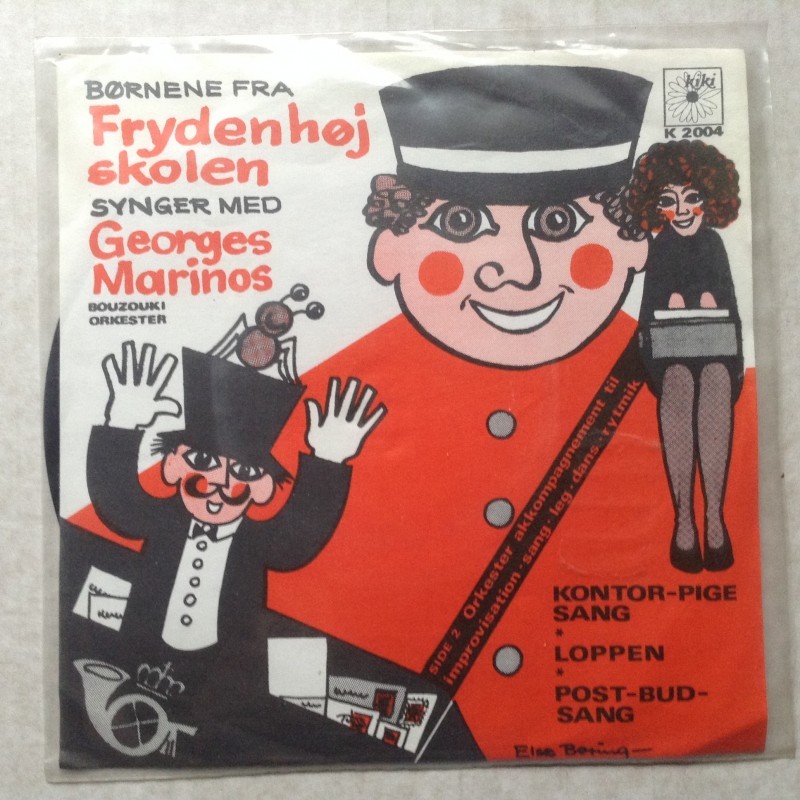 BØRNENE FRA
Frydenhøj
skolen
SYNGER MED
Georges
Marinos
BOUZOUKI
ORKESTER
kiki
K 2004
SIDE 2 Orkester akkompagnement til
improvisation · sang · leg · dans · rytmik
KONTOR-PIGE
SANG
*
LOPPEN
*
POST-BUD-
SANG
Else Bering